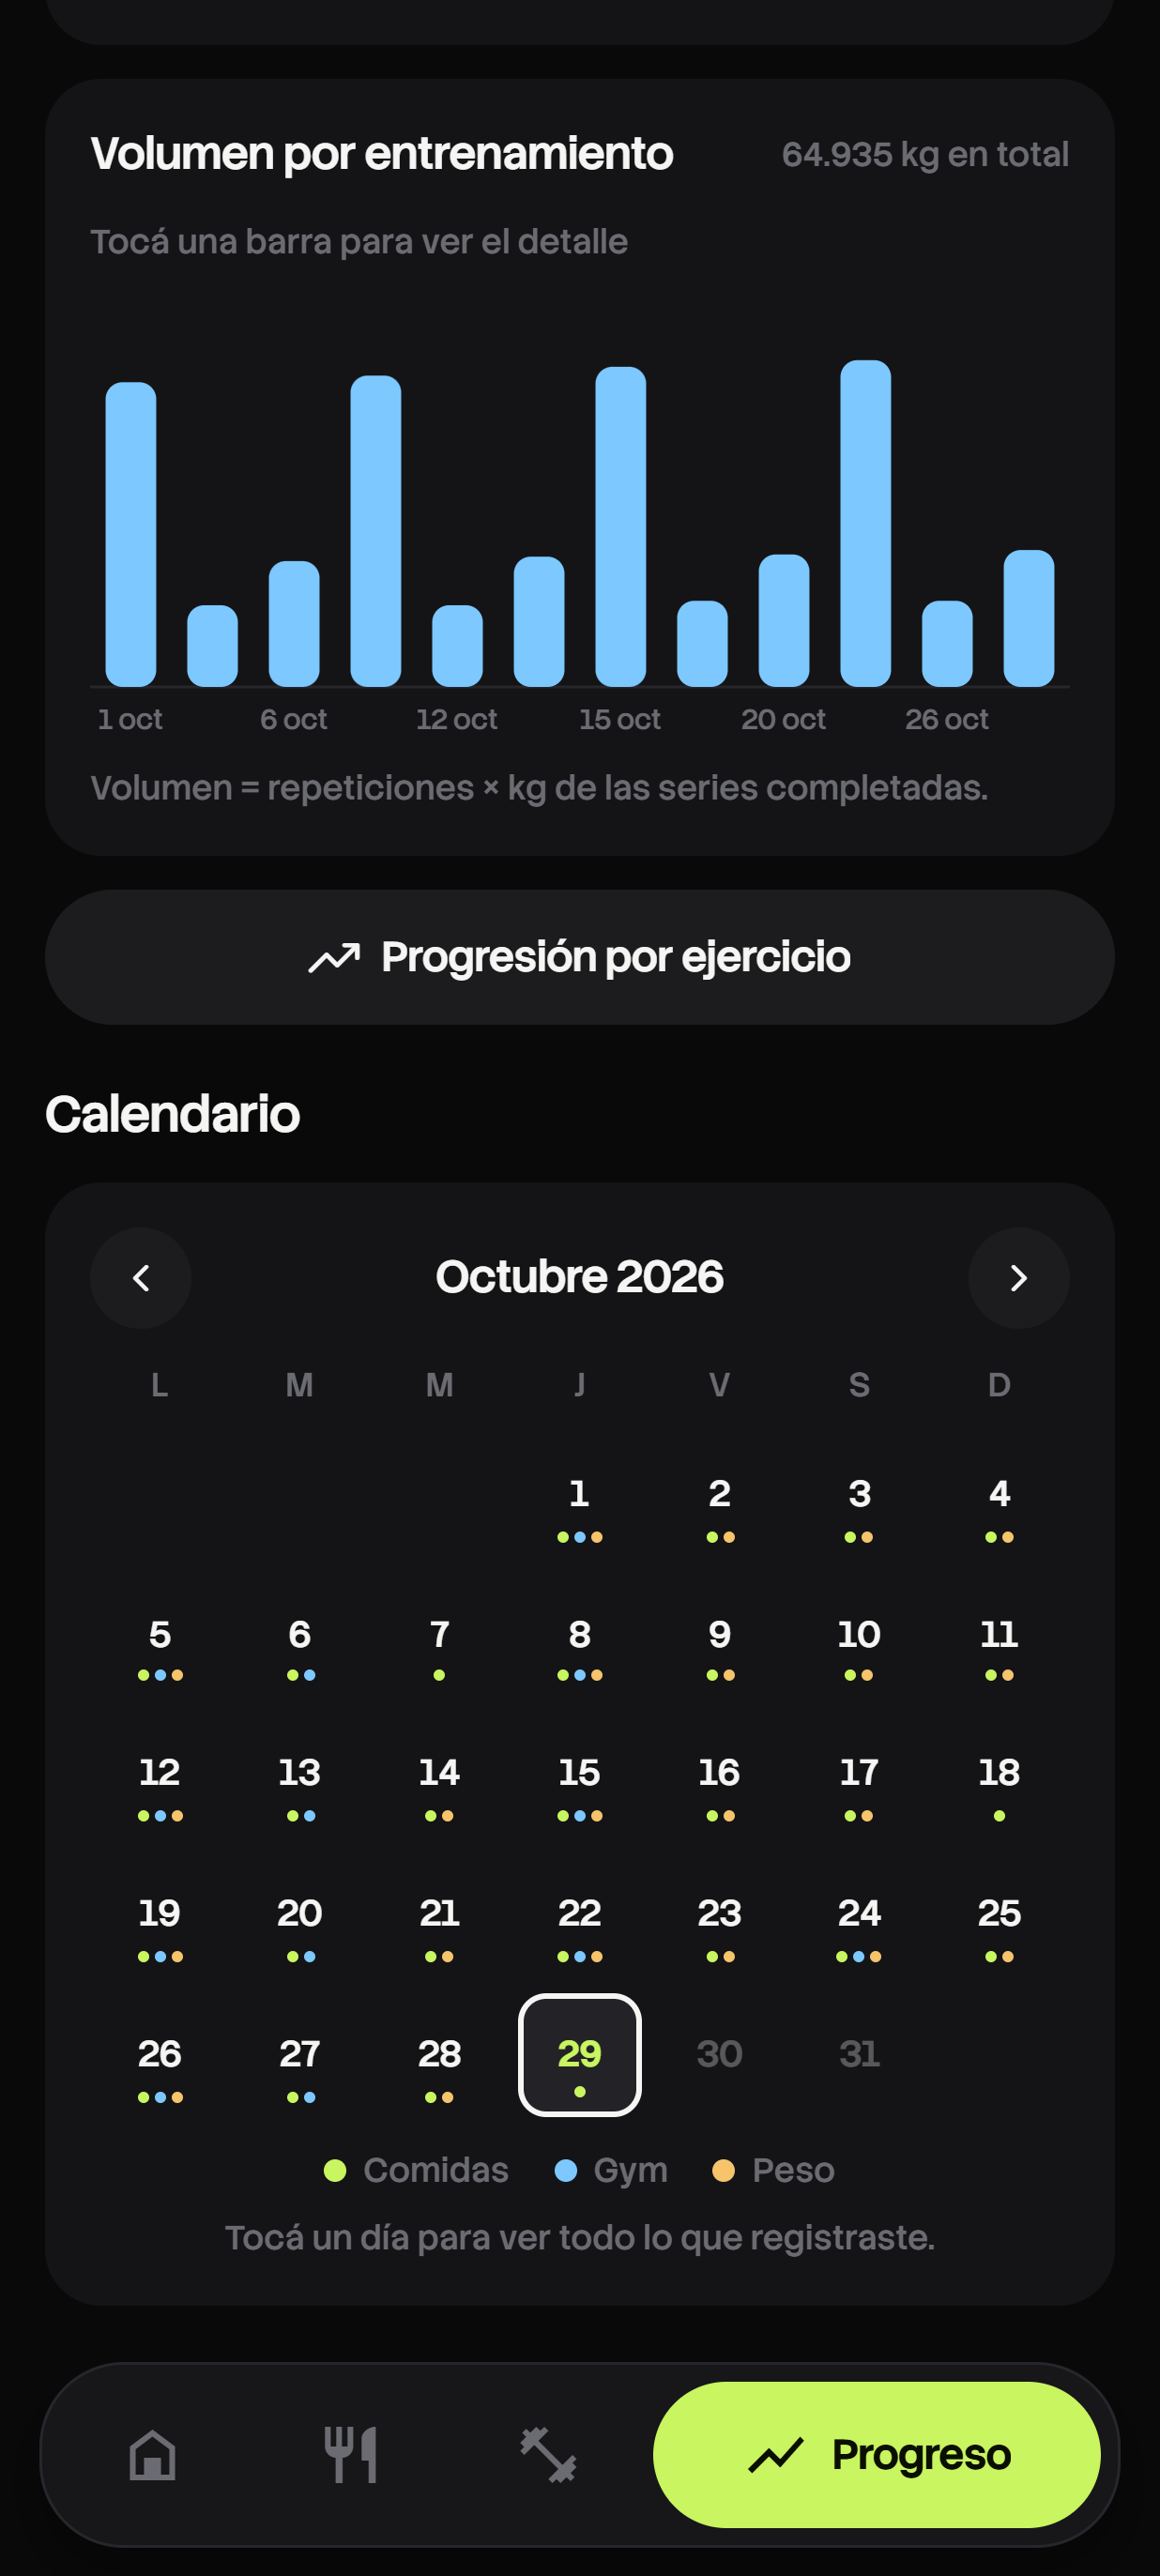 Volumen por entrenamiento 64.935 kg en total
Tocá una barra para ver el detalle
1 oct 6 oct 12 oct 15 oct 20 oct 26 oct
Volumen = repeticiones × kg de las series completadas.
Progresión por ejercicio
Calendario
Octubre 2026
L M M J V S D
1 2 3 4
5 6 7 8 9 10 11
12 13 14 15 16 17 18
19 20 21 22 23 24 25
26 27 28 29 30 31
Comidas Gym Peso
Tocá un día para ver todo lo que registraste.
Progreso